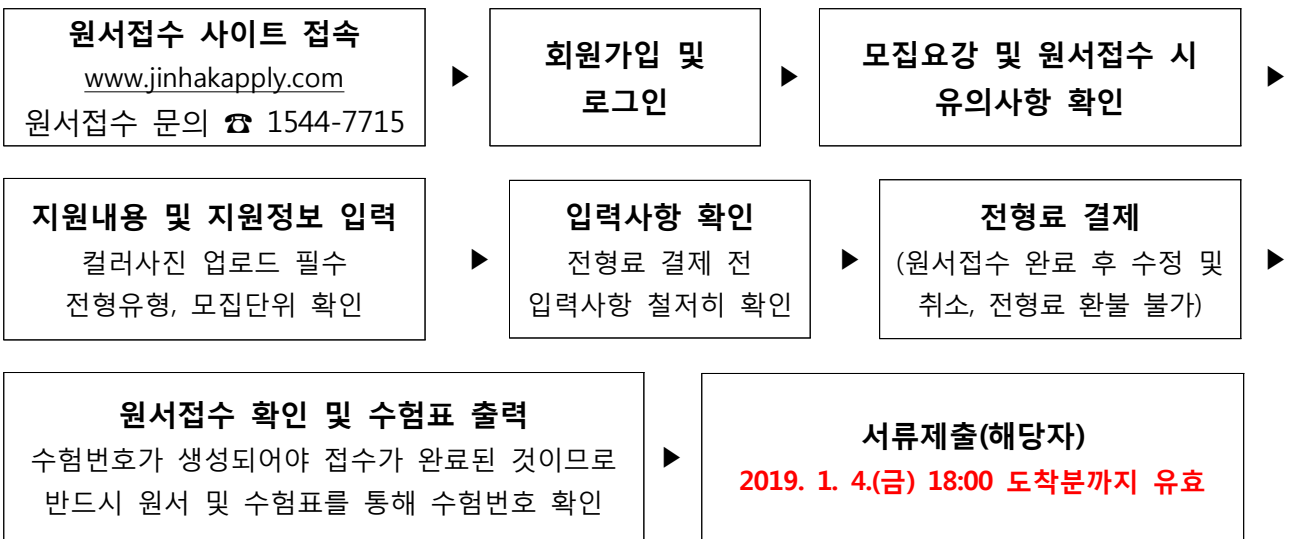 원서접수 사이트 접속
www.jinhakapply.com
원서접수 문의 ☎ 1544-7715
▶
회원가입 및
로그인
▶
모집요강 및 원서접수 시
유의사항 확인
▶
지원내용 및 지원정보 입력
컬러사진 업로드 필수
전형유형, 모집단위 확인
▶
입력사항 확인
전형료 결제 전
입력사항 철저히 확인
▶
전형료 결제
(원서접수 완료 후 수정 및
취소, 전형료 환불 불가)
▶
원서접수 확인 및 수험표 출력
수험번호가 생성되어야 접수가 완료된 것이므로
반드시 원서 및 수험표를 통해 수험번호 확인
▶
서류제출(해당자)
2019. 1. 4.(금) 18:00 도착분까지 유효